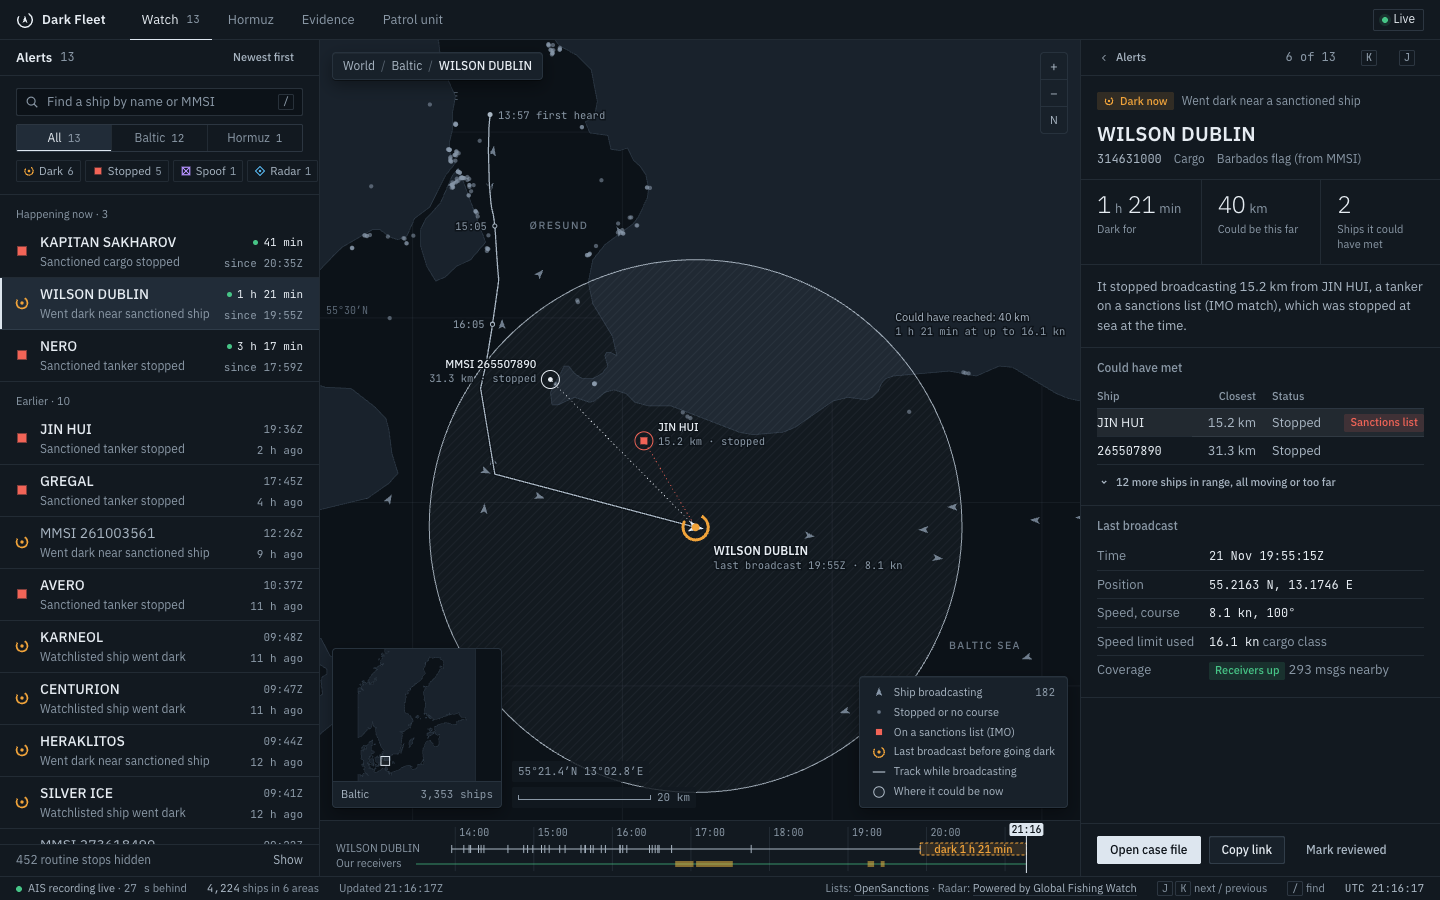 Dark Fleet
Watch 13
Hormuz
Evidence
Patrol unit
Live
Alerts 13
Newest first
Find a ship by name or MMSI /
All 13
Baltic 12
Hormuz 1
Dark 6
Stopped 5
Spoof 1
Radar 1
Happening now · 3
KAPITAN SAKHAROV 41 min
Sanctioned cargo stopped since 20:35Z
WILSON DUBLIN 1 h 21 min
Went dark near sanctioned ship since 19:55Z
NERO 3 h 17 min
Sanctioned tanker stopped since 17:59Z
Earlier · 10
JIN HUI 19:36Z
Sanctioned tanker stopped 2 h ago
GREGAL 17:45Z
Sanctioned tanker stopped 4 h ago
MMSI 261003561 12:26Z
Went dark near sanctioned ship 9 h ago
AVERO 10:37Z
Sanctioned tanker stopped 11 h ago
KARNEOL 09:48Z
Watchlisted ship went dark 11 h ago
CENTURION 09:47Z
Watchlisted ship went dark 11 h ago
HERAKLITOS 09:44Z
Went dark near sanctioned ship 12 h ago
SILVER ICE 09:41Z
Watchlisted ship went dark 12 h ago
452 routine stops hidden Show
World / Baltic / WILSON DUBLIN
+
−
N
13:57 first heard
15:05
ØRESUND
55°30′N
16:05
Could have reached: 40 km
1 h 21 min at up to 16.1 kn
MMSI 265507890
31.3 km · stopped
JIN HUI
15.2 km · stopped
WILSON DUBLIN
last broadcast 19:55Z · 8.1 kn
BALTIC SEA
Baltic 3,353 ships
55°21.4′N 13°02.8′E
20 km
Ship broadcasting 182
Stopped or no course
On a sanctions list (IMO)
Last broadcast before going dark
Track while broadcasting
Where it could be now
14:00 15:00 16:00 17:00 18:00 19:00 20:00 21:16
WILSON DUBLIN dark 1 h 21 min
Our receivers
Alerts 6 of 13 K J
Dark now Went dark near a sanctioned ship
WILSON DUBLIN
314631000 Cargo Barbados flag (from MMSI)
1 h 21 min
Dark for
40 km
Could be this far
2
Ships it could
have met
It stopped broadcasting 15.2 km from JIN HUI, a tanker
on a sanctions list (IMO match), which was stopped at
sea at the time.
Could have met
Ship Closest Status
JIN HUI 15.2 km Stopped Sanctions list
265507890 31.3 km Stopped
12 more ships in range, all moving or too far
Last broadcast
Time 21 Nov 19:55:15Z
Position 55.2163 N, 13.1746 E
Speed, course 8.1 kn, 100°
Speed limit used 16.1 kn cargo class
Coverage Receivers up 293 msgs nearby
Open case file
Copy link
Mark reviewed
AIS recording live · 27 s behind
4,224 ships in 6 areas
Updated 21:16:17Z
Lists: OpenSanctions · Radar: Powered by Global Fishing Watch
J K next / previous
/ find
UTC 21:16:17